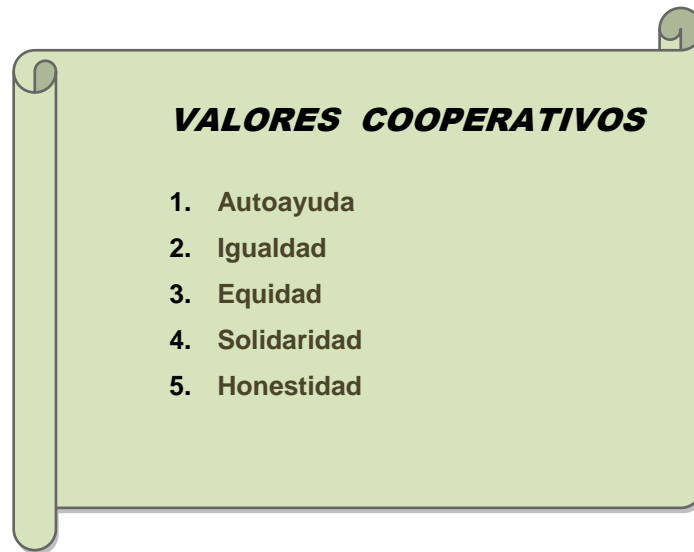 VALORES COOPERATIVOS
1. Autoayuda
2. Igualdad
3. Equidad
4. Solidaridad
5. Honestidad